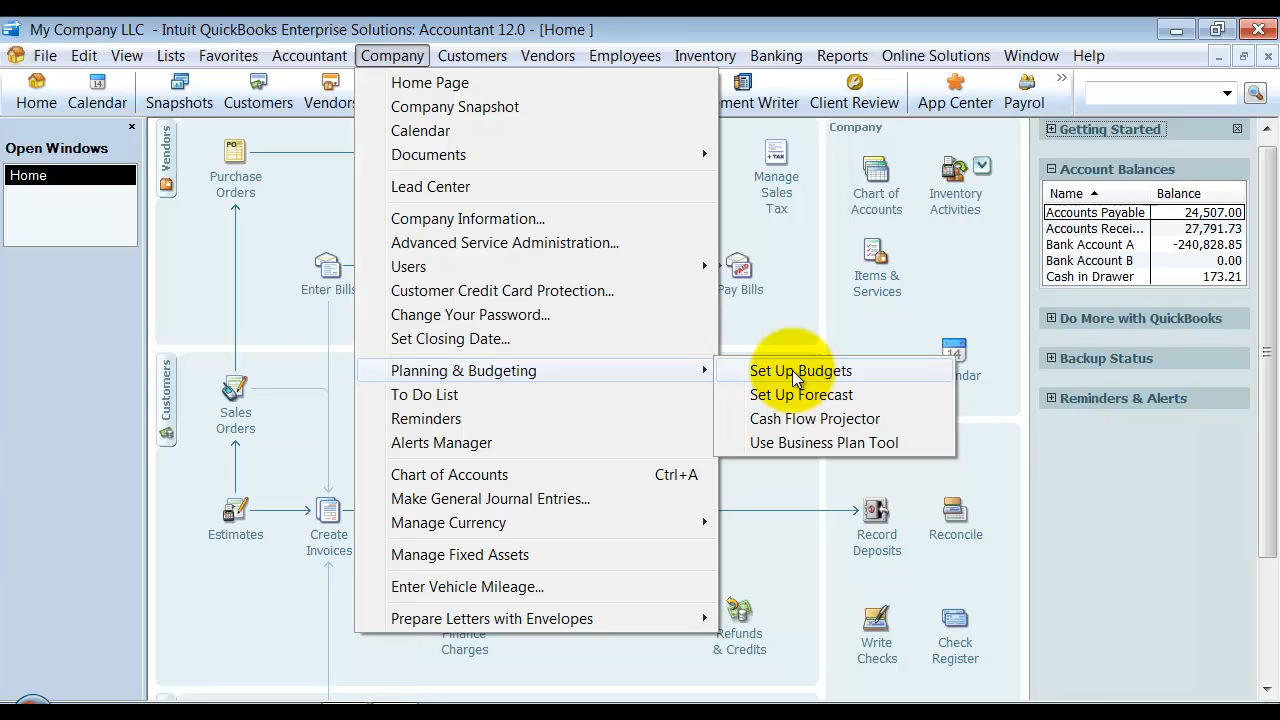 My Company LLC - Intuit QuickBooks Enterprise Solutions: Accountant 12.0 - [Home ]
File Edit View Lists Favorites Accountant Company Customers Vendors Employees Inventory Banking Reports Online Solutions Window Help
Home Calendar Snapshots Customers Vendors ment Writer Client Review App Center Payrol
Open Windows
Home
Vendors
Purchase
Orders
Enter Bills
Customers
Sales
Orders
Estimates
Create
Invoices
Finance
Charges
Home Page
Company Snapshot
Calendar
Documents
Lead Center
Company Information...
Advanced Service Administration...
Users
Customer Credit Card Protection...
Change Your Password...
Set Closing Date...
Planning & Budgeting
To Do List
Reminders
Alerts Manager
Chart of Accounts Ctrl+A
Make General Journal Entries...
Manage Currency
Manage Fixed Assets
Enter Vehicle Mileage...
Prepare Letters with Envelopes
Set Up Budgets
Set Up Forecast
Cash Flow Projector
Use Business Plan Tool
Manage
Sales
Tax
Pay Bills
Refunds
& Credits
Company
Chart of
Accounts
Inventory
Activities
Items &
Services
14
ndar
Record
Deposits
Reconcile
Write
Checks
Check
Register
Getting Started
Account Balances
Name Balance
Accounts Payable 24,507.00
Accounts Recei... 27,791.73
Bank Account A -240,828.85
Bank Account B 0.00
Cash in Drawer 173.21
Do More with QuickBooks
Backup Status
Reminders & Alerts